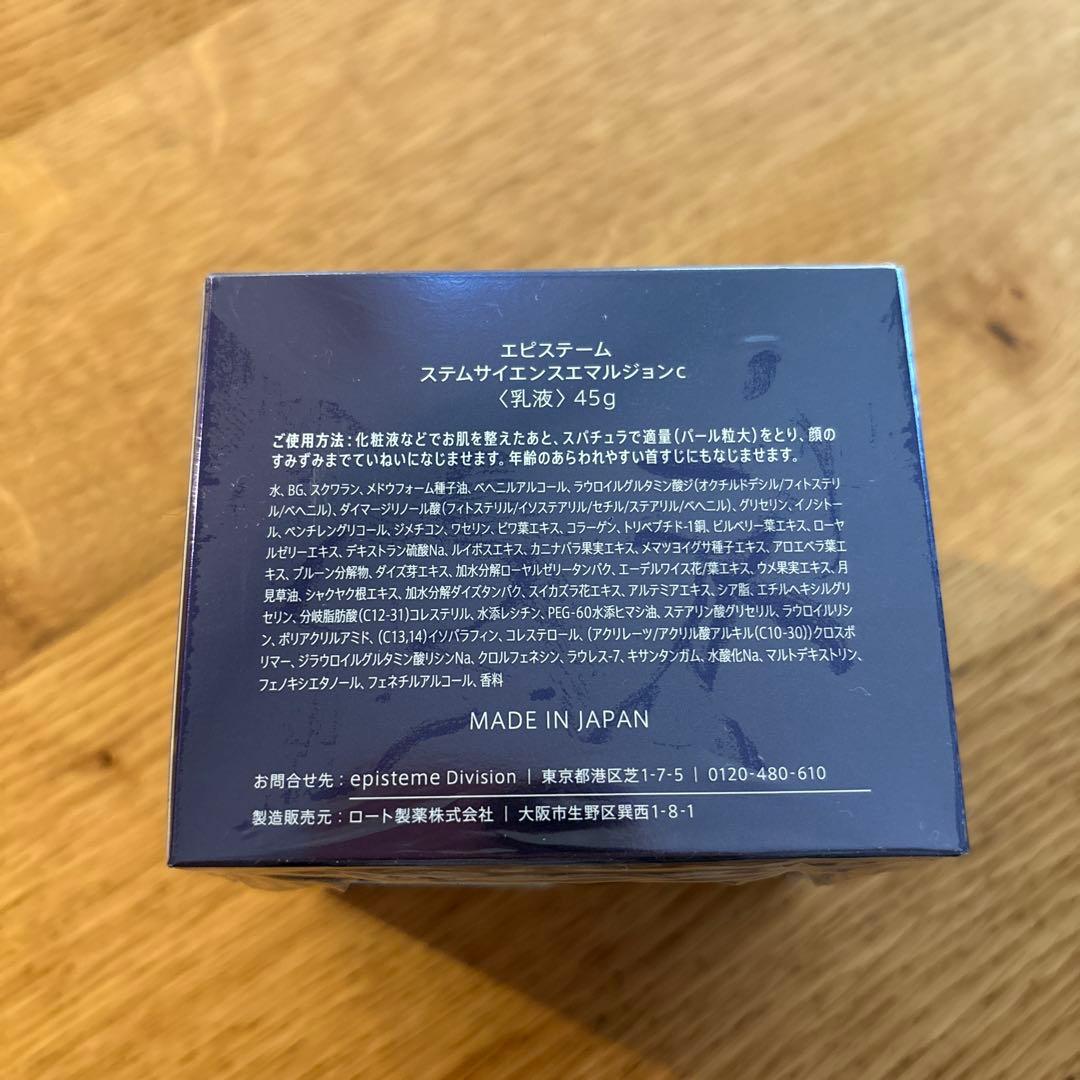 エピステーム
ステムサイエンスエマルジョンc
〈乳液〉45g
ご使用方法：化粧液などでお肌を整えたあと、スパチュラで適量（パール粒大）をとり、顔の
すみずみまでていねいになじませます。年齢のあらわれやすい首すじにもなじませます。
水、BG、スクワラン、メドウフォーム種子油、ベヘニルアルコール、ラウロイルグルタミン酸ジ（オクチルドデシル/フィトステリ
ル/ベヘニル）、ダイマージリノール酸（フィトステリル/イソステアリル/セチル/ステアリル/ベヘニル）、グリセリン、イノシトー
ル、ペンチレングリコール、ジメチコン、ワセリン、ビワ葉エキス、コラーゲン、トリペプチド-1銅、ビルベリー葉エキス、ローヤ
ルゼリーエキス、デキストラン硫酸Na、ルイボスエキス、カニナバラ果実エキス、メマツヨイグサ種子エキス、アロエベラ葉エ
キス、プルーン分解物、ダイズ芽エキス、加水分解ローヤルゼリータンパク、エーデルワイス花/葉エキス、ウメ果実エキス、月
見草油、シャクヤク根エキス、加水分解ダイズタンパク、スイカズラ花エキス、アルテミアエキス、シア脂、エチルヘキシルグリ
セリン、分岐脂肪酸(C12-31)コレステリル、水添レシチン、PEG-60水添ヒマシ油、ステアリン酸グリセリル、ラウロイルリシ
ン、ポリアクリルアミド、(C13,14)イソパラフィン、コレステロール、（アクリレーツ/アクリル酸アルキル(C10-30)）クロスポ
リマー、ジラウロイルグルタミン酸リシンNa、クロルフェネシン、ラウレス-7、キサンタンガム、水酸化Na、マルトデキストリン、
フェノキシエタノール、フェネチルアルコール、香料
MADE IN JAPAN
お問合せ先：episteme Division | 東京都港区芝1-7-5 | 0120-480-610
製造販売元：ロート製薬株式会社 | 大阪市生野区巽西1-8-1